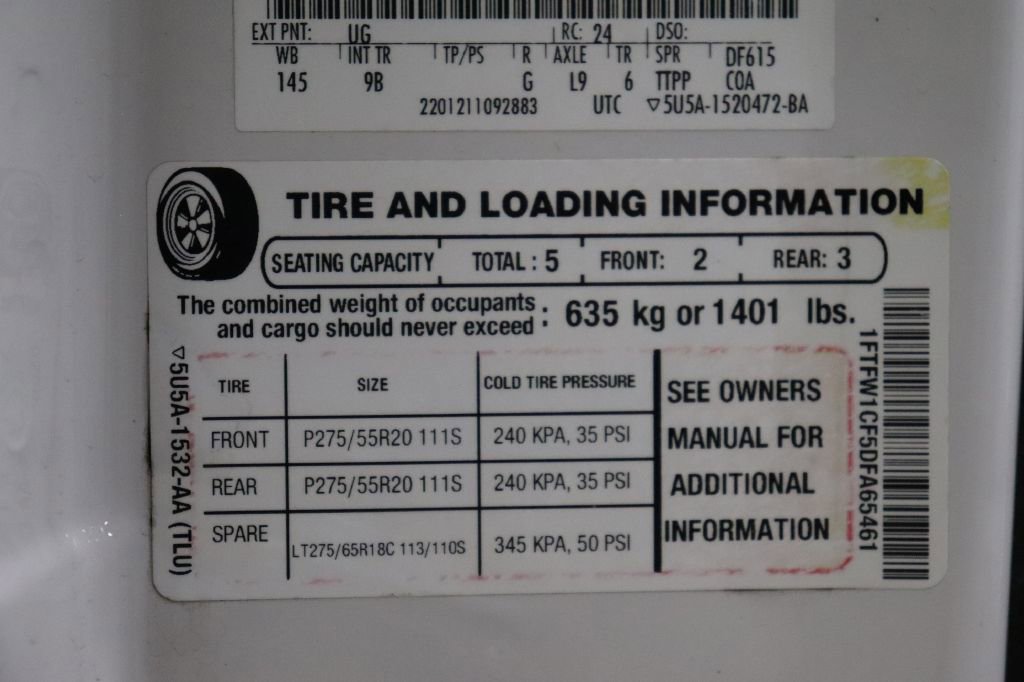 EXT PNT: UG RC: 24 DSO:
WB INT TR TP/PS R AXLE TR SPR DF615
145 9B G L9 6 TTPP COA
2201211092883 UTC ▽5U5A-1520472-BA
TIRE AND LOADING INFORMATION
SEATING CAPACITY TOTAL: 5 FRONT: 2 REAR: 3
The combined weight of occupants
and cargo should never exceed : 635 kg or 1401 lbs.
TIRE SIZE COLD TIRE PRESSURE
FRONT P275/55R20 111S 240 KPA, 35 PSI
REAR P275/55R20 111S 240 KPA, 35 PSI
SPARE LT275/65R18C 113/110S 345 KPA, 50 PSI
SEE OWNERS
MANUAL FOR
ADDITIONAL
INFORMATION
▽5U5A-1532-AA (TLU)
1FTFW1CF5DFA65461